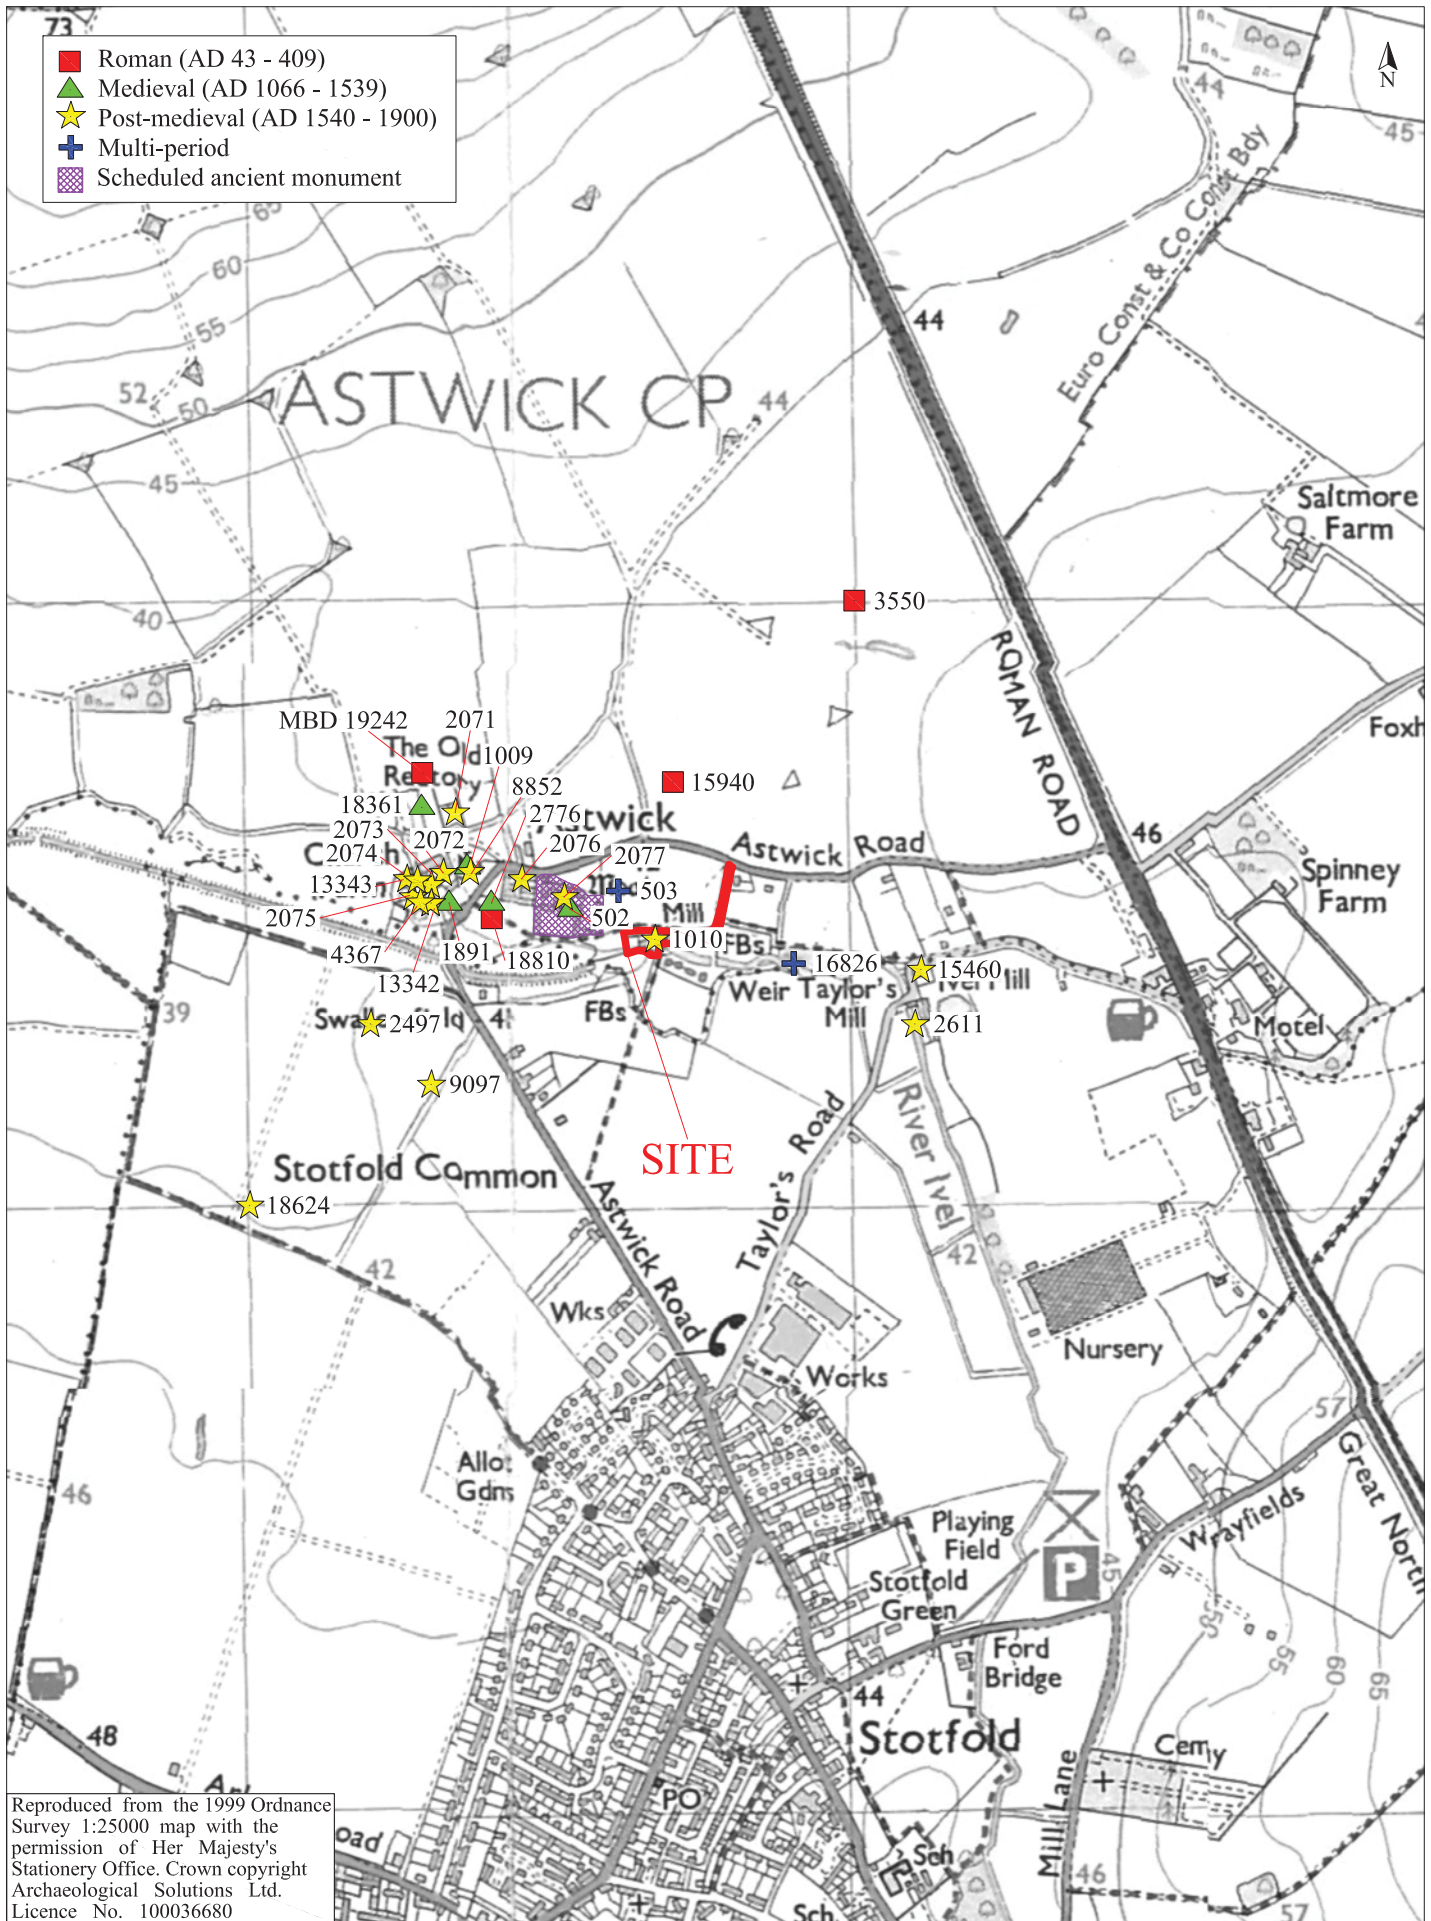 73
Roman (AD 43 - 409)
Medieval (AD 1066 - 1539)
Post-medieval (AD 1540 - 1900)
Multi-period
Scheduled ancient monument
N
44
45
65
60
55
52
50
45
40
ASTWICK CP
44
44
Euro Const & Co Const Bdy
Saltmore
Farm
3550
ROMAN ROAD
Foxh
MBD 19242
2071
The Old
Rectory
1009
8852
15940
18361
2776
Astwick
2073
2072
2076
46
2074
2077
Astwick Road
13343
503
Spinney
Farm
2075
502
Mill
4367
1891
18810
1010
FBs
13342
16826
15460
Weir
Taylor's
Mill
39
2497
4
FBs
2611
Motel
9097
River Ivel
SITE
Stotfold Common
Taylor's Road
18624
Astwick Road
42
42
Wks
Nursery
Works
57
Great North
Allot
Gdns
46
Wrayfields
Playing
Field
P
45
Stotfold
Green
50
55
60
65
Ford
Bridge
44
48
Stotfold
Cemy
Mill Lane
PO
Sch
46
57
oad
Sch
Reproduced from the 1999 Ordnance
Survey 1:25000 map with the
permission of Her Majesty's
Stationery Office. Crown copyright
Archaeological Solutions Ltd.
Licence No. 100036680